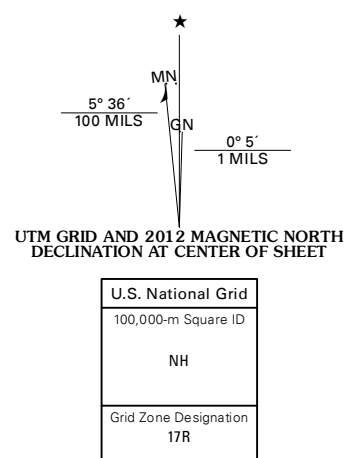 ★
M.N.
5° 36´
100 MILS
GN
0° 5´
1 MILS
UTM GRID AND 2012 MAGNETIC NORTH
DECLINATION AT CENTER OF SHEET
U.S. National Grid
100,000-m Square ID
NH
Grid Zone Designation
17R